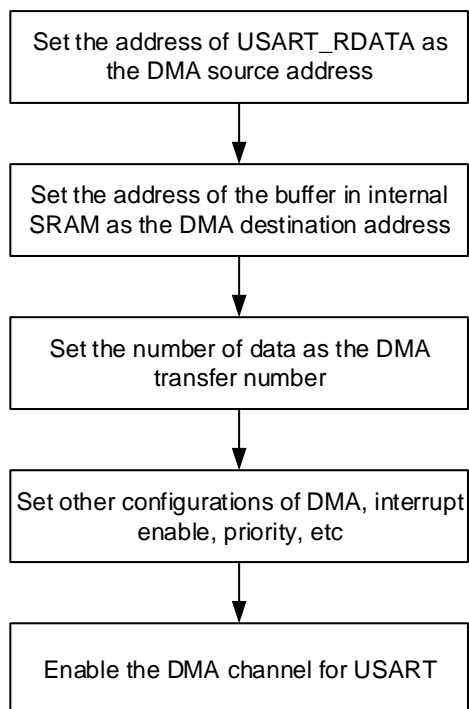 Set the address of USART_RDATA as
the DMA source address
Set the address of the buffer in internal
SRAM as the DMA destination address
Set the number of data as the DMA
transfer number
Set other configurations of DMA, interrupt
enable, priority, etc
Enable the DMA channel for USART